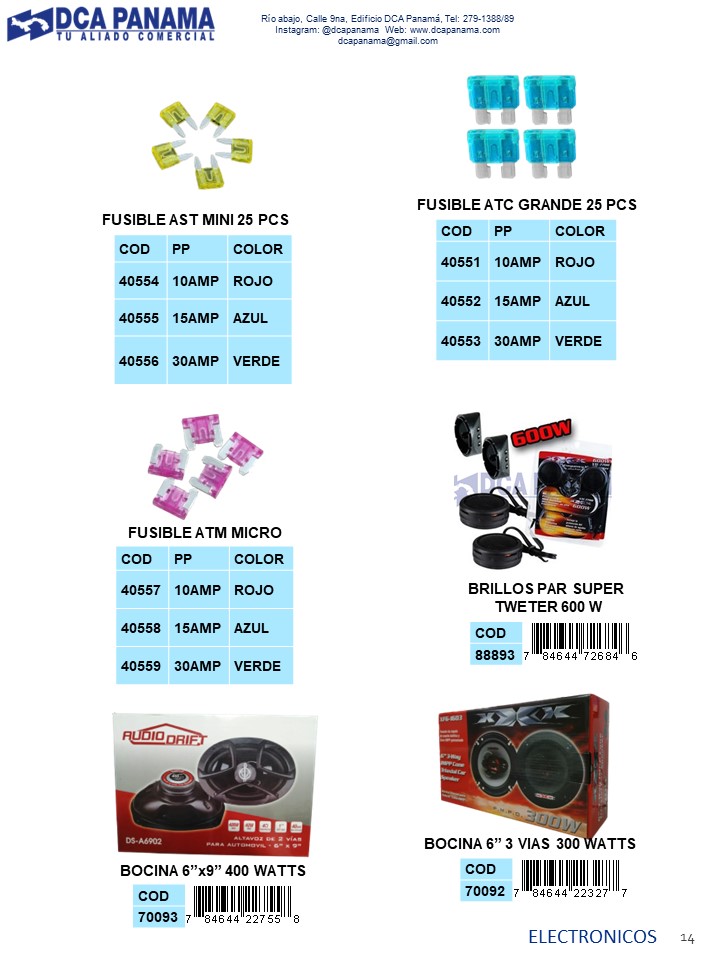 DCA PANAMA
TU ALIADO COMERCIAL
Río abajo, Calle 9na, Edificio DCA Panamá, Tel: 279-1388/89
Instagram: @dcapanama Web: www.dcapanama.com
dcapanama@gmail.com
FUSIBLE AST MINI 25 PCS
COD PP COLOR
40554 10AMP ROJO
40555 15AMP AZUL
40556 30AMP VERDE
FUSIBLE ATC GRANDE 25 PCS
COD PP COLOR
40551 10AMP ROJO
40552 15AMP AZUL
40553 30AMP VERDE
FUSIBLE ATM MICRO
COD PP COLOR
40557 10AMP ROJO
40558 15AMP AZUL
40559 30AMP VERDE
600W
DCA PANAMA
600W
BRILLOS PAR SUPER
TWETER 600 W
COD
88893
7 84644 72684 6
AUDIODRIFT
DS-A6902
ALTAVOZ DE 2 VÍAS
PARA AUTOMOVIL - 6" x 9"
BOCINA 6”x9” 400 WATTS
COD
70093
7 84644 22755 8
XXX
300W
BOCINA 6” 3 VIAS 300 WATTS
COD
70092
7 84644 22327 7
ELECTRONICOS 14